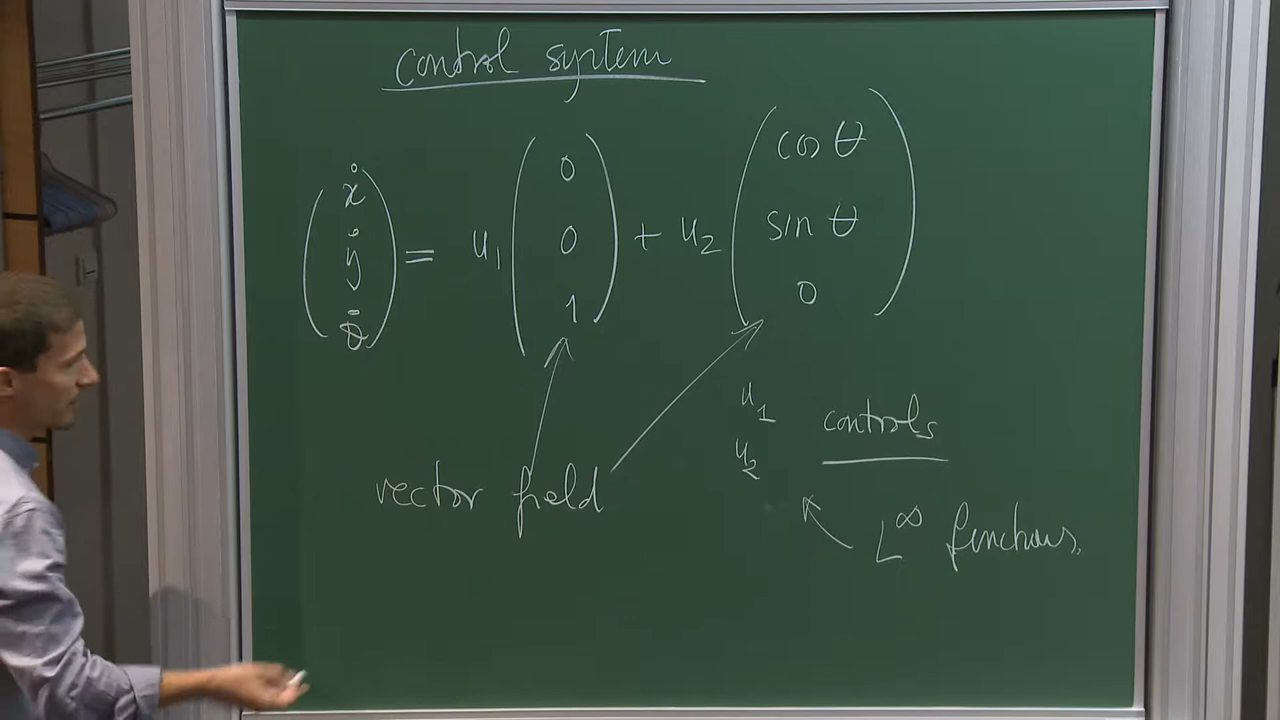 control system
(ẋ ẏ θ̇) = u₁ (0 0 1) + u₂ (cos θ sin θ 0)
u₁ controls
u₂
vector field
L^∞ functions,